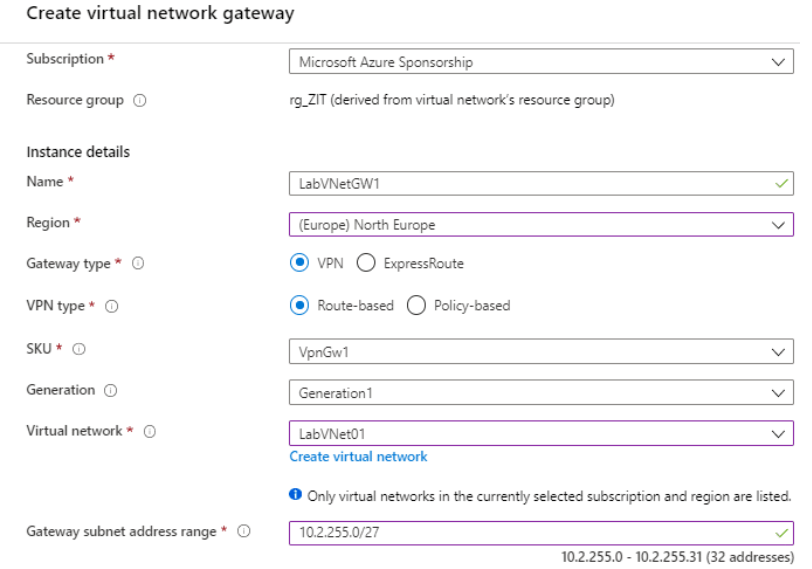 Create virtual network gateway
Subscription * Microsoft Azure Sponsorship
Resource group rg_ZIT (derived from virtual network's resource group)
Instance details
Name * LabVNetGW1
Region * (Europe) North Europe
Gateway type * VPN ExpressRoute
VPN type * Route-based Policy-based
SKU * VpnGw1
Generation Generation1
Virtual network * LabVNet01
Create virtual network
Only virtual networks in the currently selected subscription and region are listed.
Gateway subnet address range * 10.2.255.0/27
10.2.255.0 - 10.2.255.31 (32 addresses)